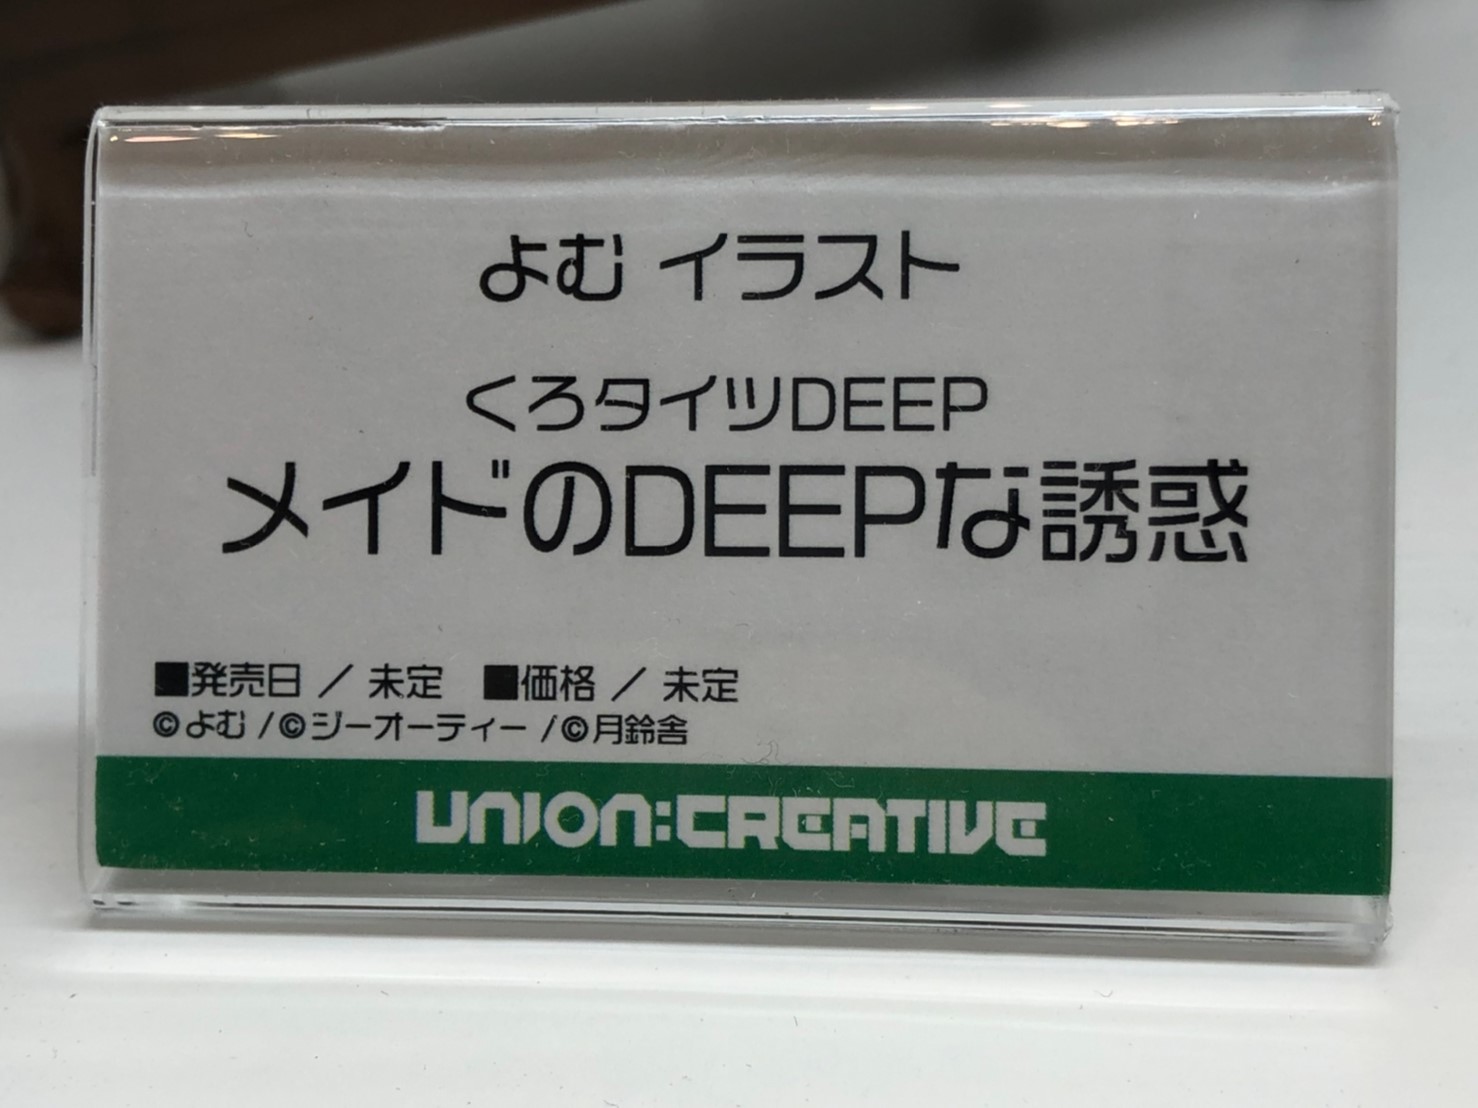 よむ イラスト
くろタイツDEEP
メイドのDEEPな誘惑
■発売日 / 未定 ■価格 / 未定
©よむ /©ジーオーティー /©月鈴舎
UNION:CREATIVE